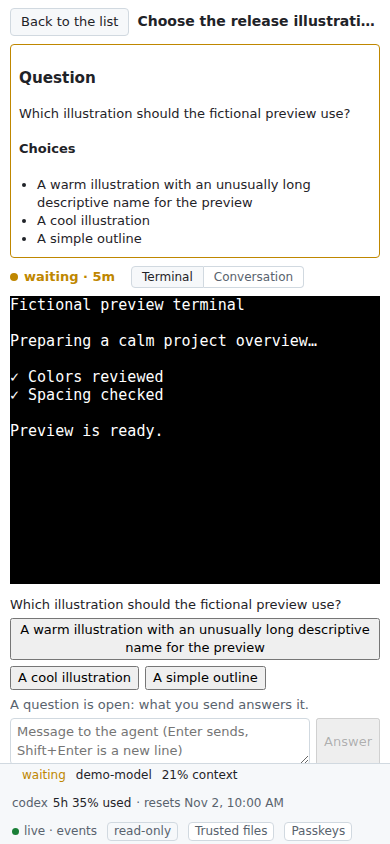 Back to the list Choose the release illustrati…
Question
Which illustration should the fictional preview use?
Choices
• A warm illustration with an unusually long
descriptive name for the preview
• A cool illustration
• A simple outline
waiting · 5m Terminal Conversation
Fictional preview terminal
Preparing a calm project overview…
✓ Colors reviewed
✓ Spacing checked
Preview is ready.
Which illustration should the fictional preview use?
A warm illustration with an unusually long descriptive
name for the preview
A cool illustration A simple outline
A question is open: what you send answers it.
Message to the agent (Enter sends,
Shift+Enter is a new line)
Answer
waiting demo-model 21% context
codex 5h 35% used · resets Nov 2, 10:00 AM
live · events read-only Trusted files Passkeys